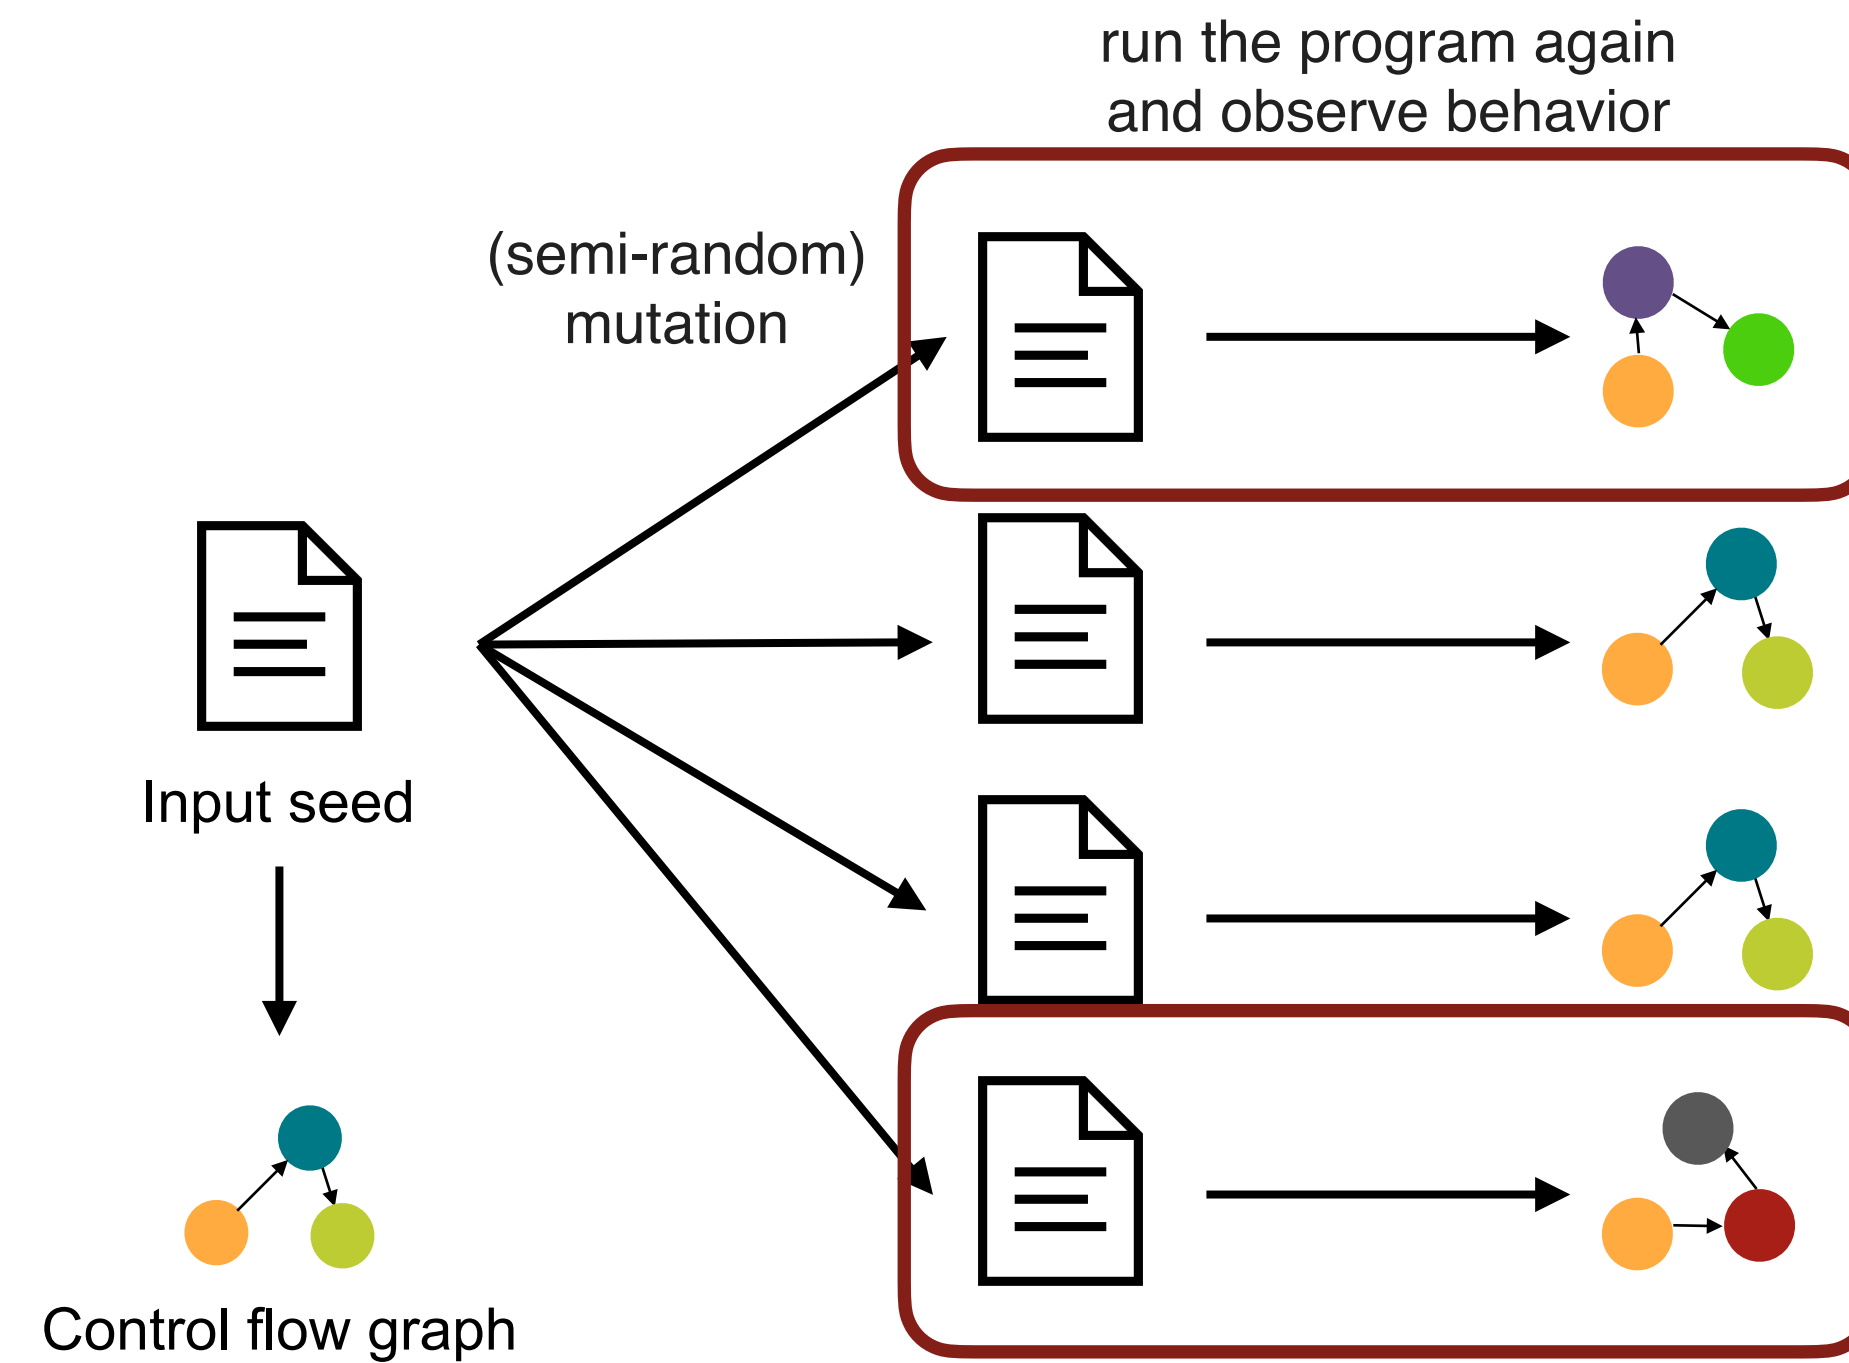 run the program again
and observe behavior
(semi-random)
mutation
Input seed
Control flow graph